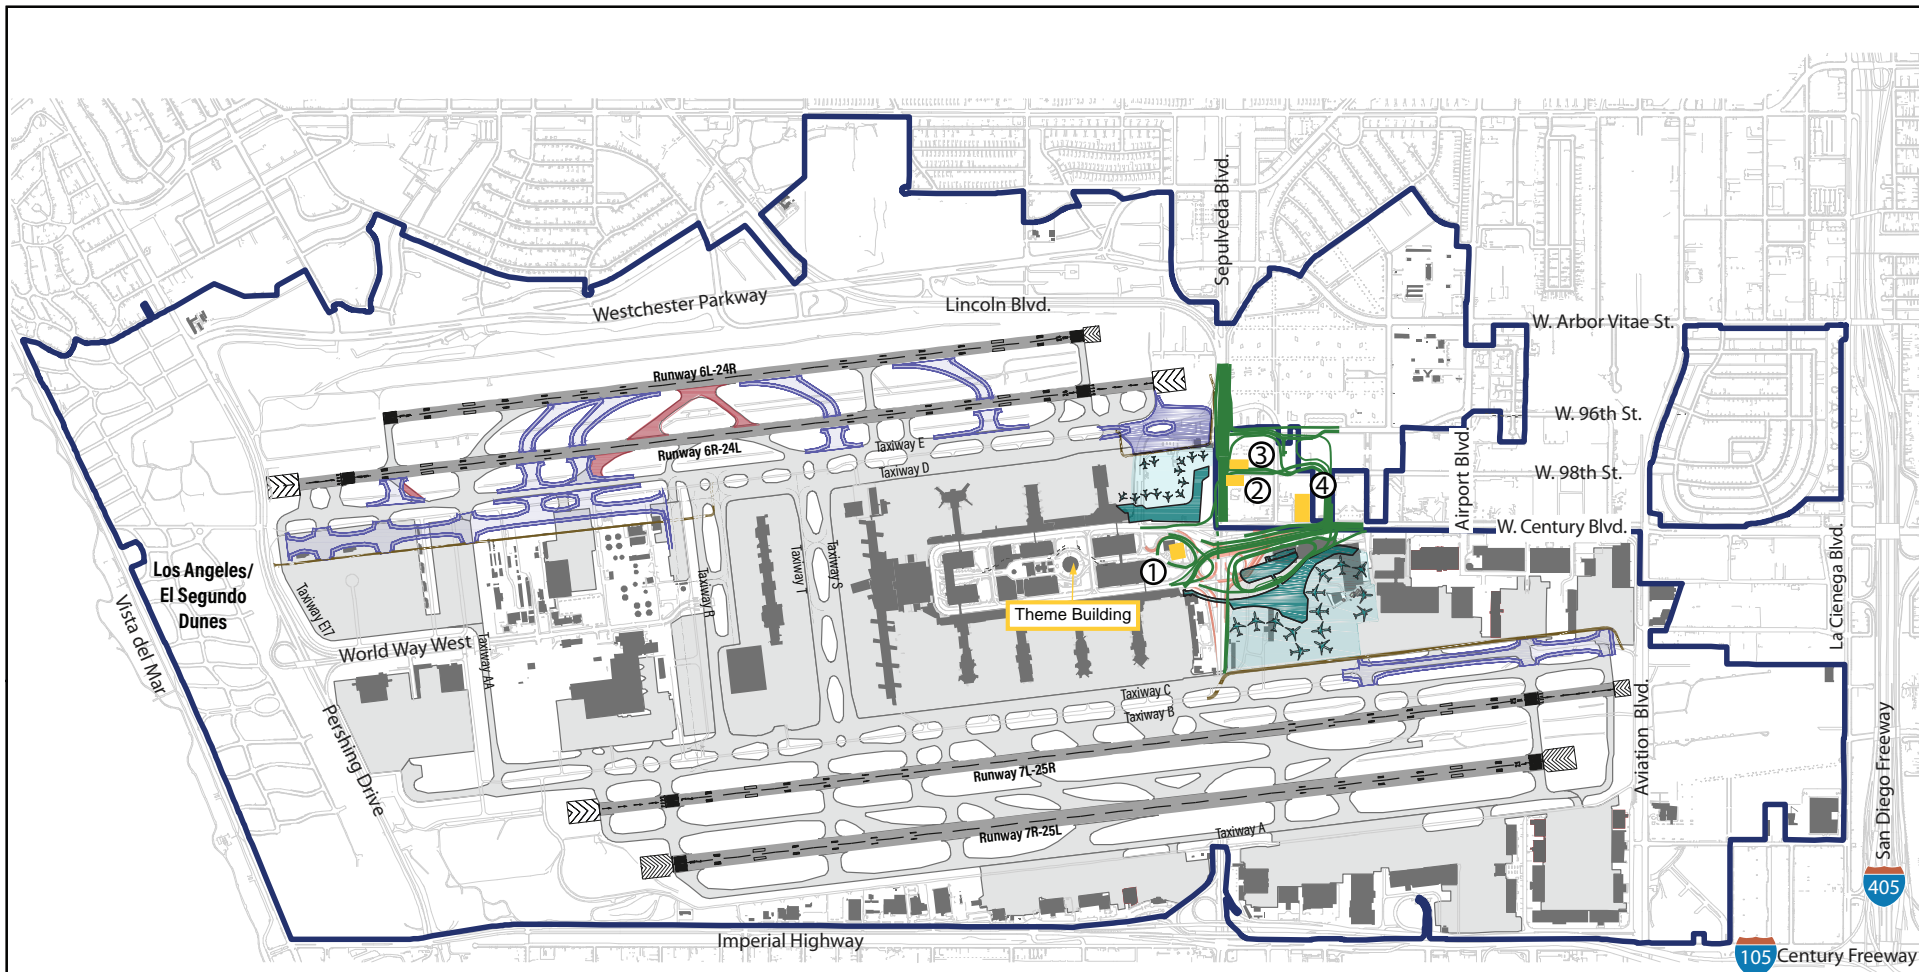 Sepulveda Blvd.
Westchester Parkway
Lincoln Blvd.
W. Arbor Vitae St.
Runway 6L-24R
W. 96th St.
Airport Blvd.
Taxiway E
Runway 6R-24L
Taxiway D
W. 98th St.
③
②
④
W. Century Blvd.
La Cienega Blvd.
Los Angeles/
El Segundo
Dunes
Vista del Mar
Taxiway E17
Taxiway R
Taxiway T
Taxiway S
①
Theme Building
World Way West
Taxiway AA
Pershing Drive
Taxiway C
Taxiway B
Aviation Blvd.
San Diego Freeway
Runway 7L-25R
Runway 7R-25L
Taxiway A
405
Imperial Highway
105 Century Freeway